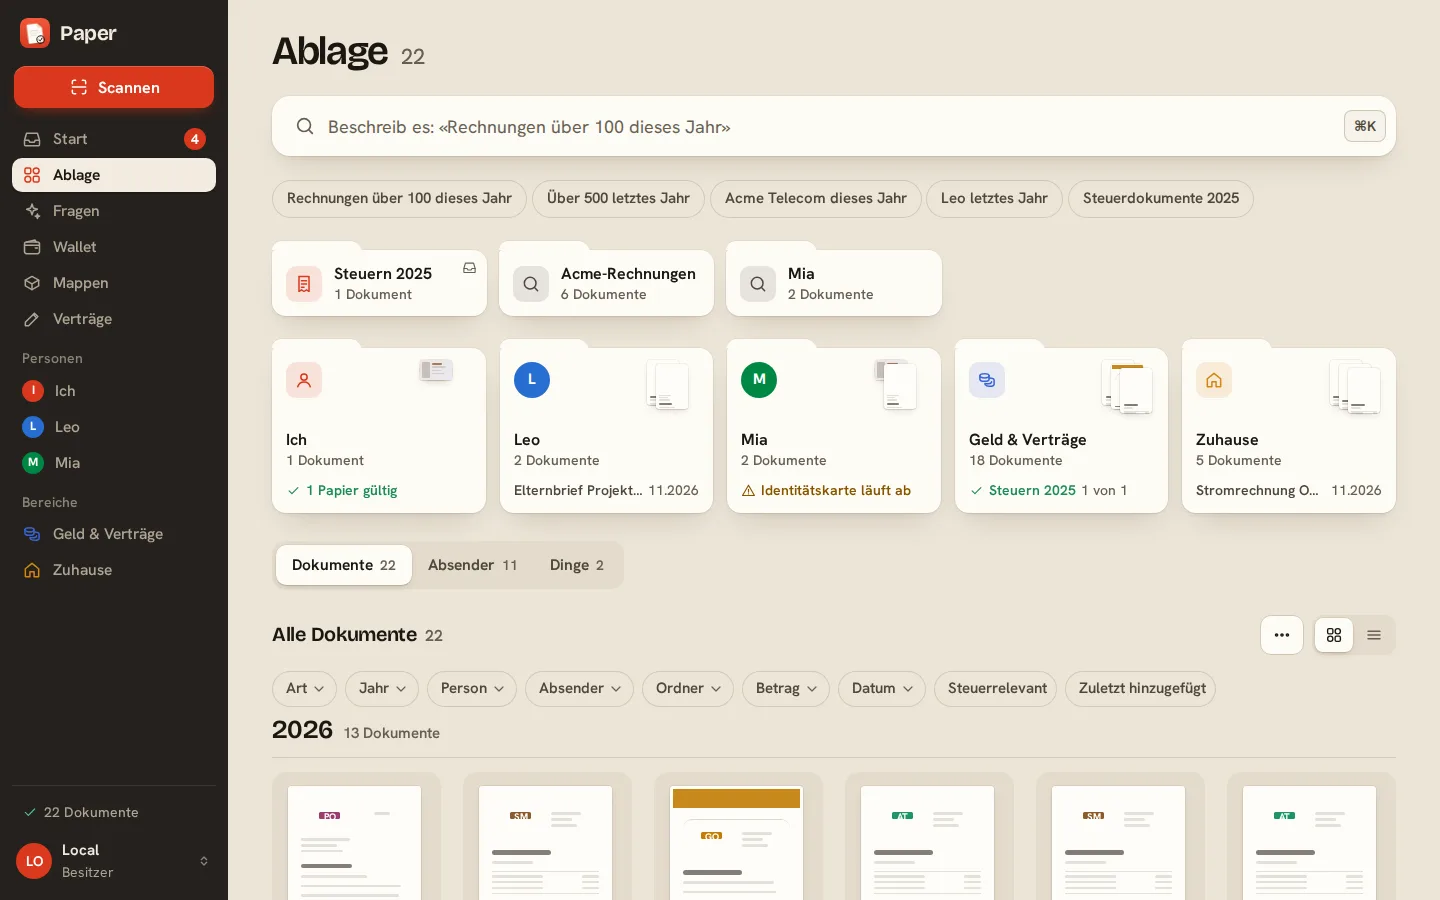 Paper
Scannen
Start 4
Ablage
Fragen
Wallet
Mappen
Verträge
Personen
I Ich
L Leo
M Mia
Bereiche
Geld & Verträge
Zuhause
22 Dokumente
LO Local
Besitzer
Ablage 22
Beschreib es: «Rechnungen über 100 dieses Jahr» ⌘K
Rechnungen über 100 dieses Jahr
Über 500 letztes Jahr
Acme Telecom dieses Jahr
Leo letztes Jahr
Steuerdokumente 2025
Steuern 2025
1 Dokument
Acme-Rechnungen
6 Dokumente
Mia
2 Dokumente
Ich
1 Dokument
1 Papier gültig
L
Leo
2 Dokumente
Elternbrief Projekt... 11.2026
M
Mia
2 Dokumente
Identitätskarte läuft ab
Geld & Verträge
18 Dokumente
Steuern 2025 1 von 1
Zuhause
5 Dokumente
Stromrechnung O... 11.2026
Dokumente 22
Absender 11
Dinge 2
Alle Dokumente 22
Art
Jahr
Person
Absender
Ordner
Betrag
Datum
Steuerrelevant
Zuletzt hinzugefügt
2026 13 Dokumente
PO
SM
GO
AT
SM
AT